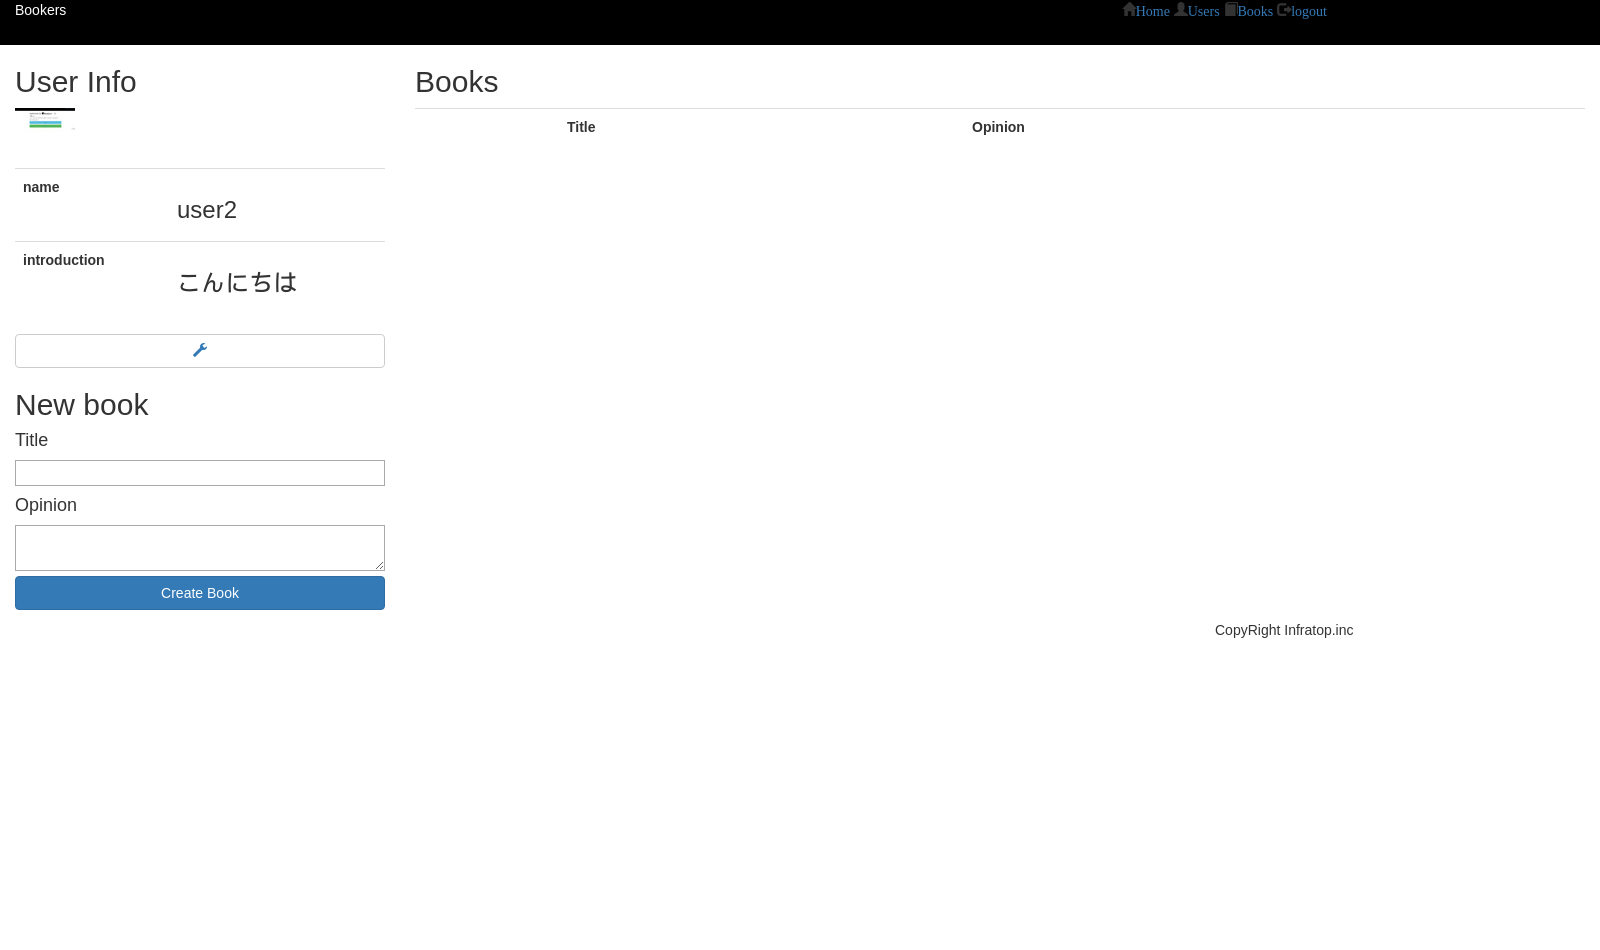 Bookers
Home Users Books logout
User Info
name
user2
introduction
こんにちは
New book
Title
Opinion
Create Book
Books
Title Opinion
CopyRight Infratop.inc